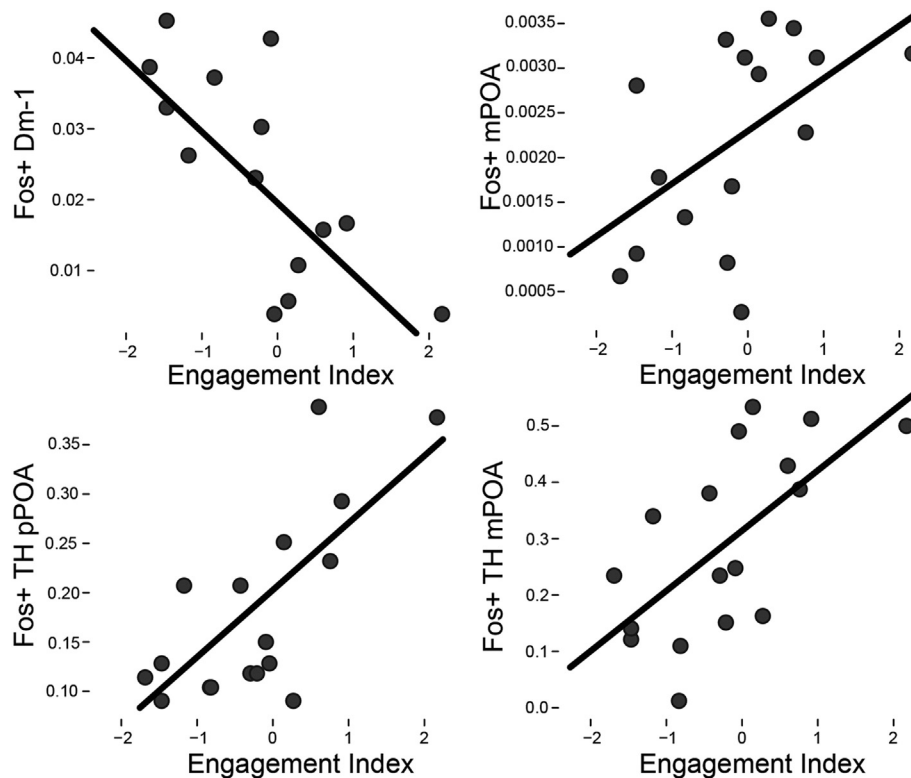 Fos+ Dm-1
0.04
0.03
0.02
0.01
−2 −1 0 1 2
Engagement Index
Fos+ mPOA
0.0035
0.0030
0.0025
0.0020
0.0015
0.0010
0.0005
−2 −1 0 1 2
Engagement Index
Fos+ TH pPOA
0.35
0.30
0.25
0.20
0.15
0.10
−2 −1 0 1 2
Engagement Index
Fos+ TH mPOA
0.5
0.4
0.3
0.2
0.1
0.0
−2 −1 0 1 2
Engagement Index